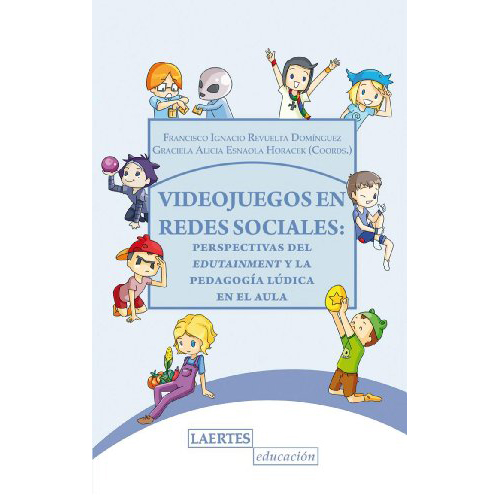 FRANCISCO IGNACIO REVUELTA DOMÍNGUEZ
GRACIELA ALICIA ESNAOLA HORACEK (COORDS.)
VIDEOJUEGOS EN
REDES SOCIALES:
PERSPECTIVAS DEL
EDUTAINMENT Y LA
PEDAGOGÍA LÚDICA
EN EL AULA
LAERTES
educación